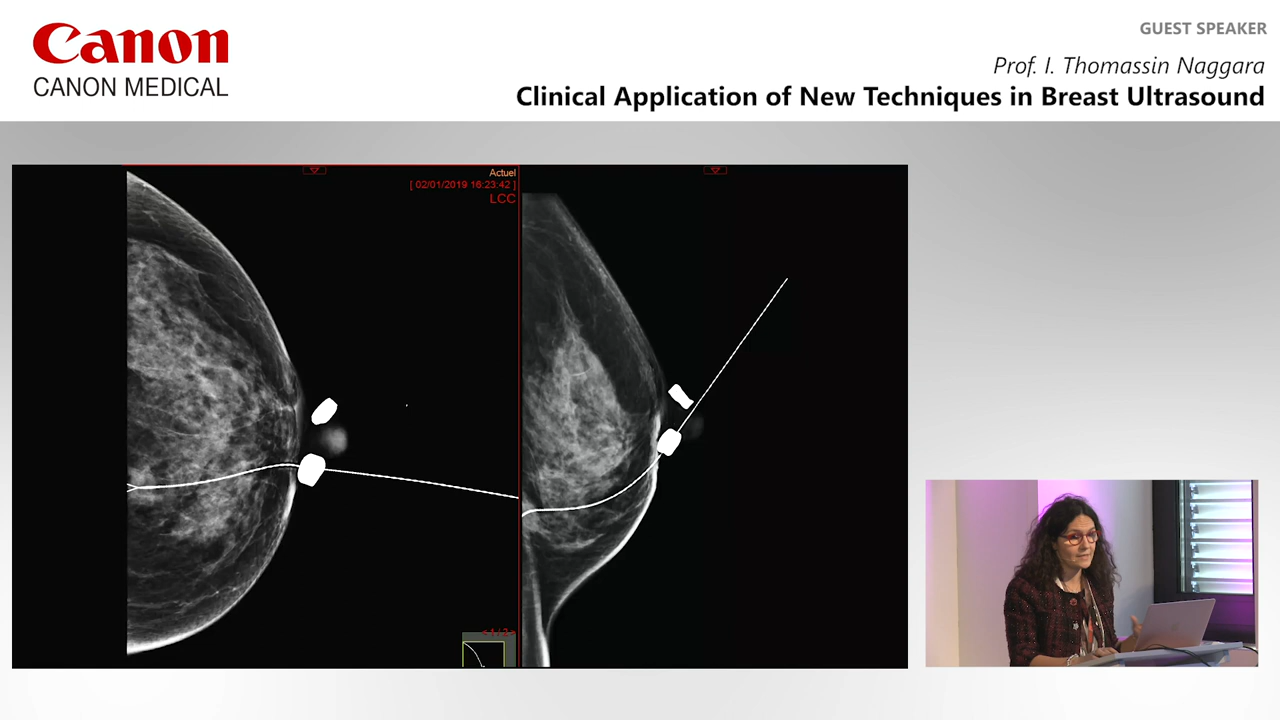 Canon
CANON MEDICAL
GUEST SPEAKER
Prof. I. Thomassin Naggara
Clinical Application of New Techniques in Breast Ultrasound
Actuel
[ 02/01/2019 16:23:42 ]
LCC